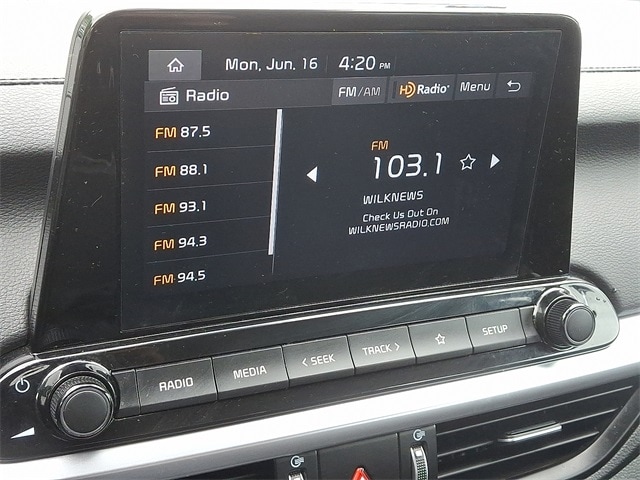 Mon, Jun. 16 4:20 PM
Radio FM/AM HD Radio Menu
FM 87.5
FM 88.1
FM 93.1
FM 94.3
FM 94.5
FM
103.1
WILKNEWS
Check Us Out On
WILKNEWSRADIO.COM
RADIO MEDIA < SEEK TRACK > SETUP